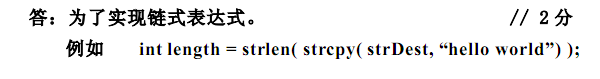 答：为了实现链式表达式。 // 2 分
例如 int length = strlen( strcpy( strDest, “hello world”) );